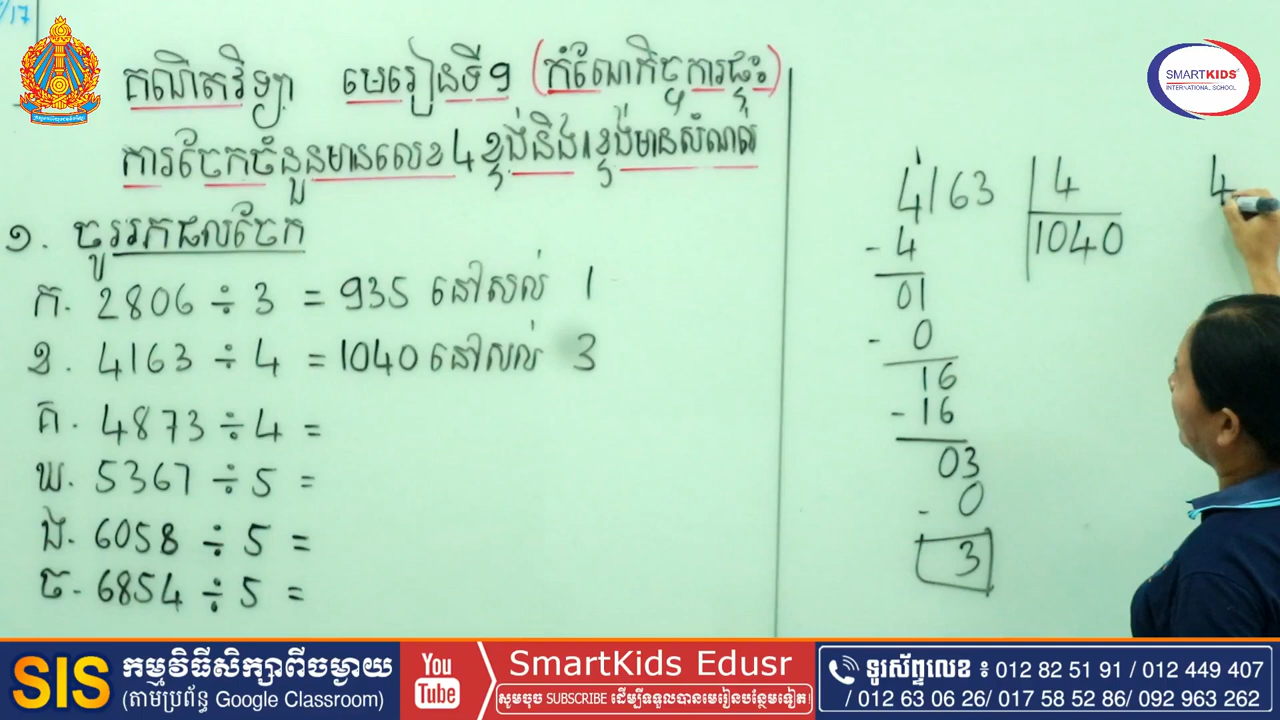 /17
គណិតវិទ្យា មេរៀនទី១ (កំណែកិច្ចការផ្ទះ)
ការចែកចំនួនមានលេខ 4 ខ្ទង់និង 1 ខ្ទង់មានសំណល់
១. ចូររកផលចែក
ក. 2806 ÷ 3 = 935 នៅសល់ 1
ខ. 4163 ÷ 4 = 1040 នៅសល់ 3
គ. 4873 ÷ 4 =
ឃ. 5367 ÷ 5 =
ង. 6058 ÷ 5 =
ច. 6854 ÷ 5 =
4163 4
- 4 1040
01
- 0
16
-16
03
- 0
3
4
SMARTKIDS
INTERNATIONAL SCHOOL
SIS កម្មវិធីសិក្សាពីចម្ងាយ
(តាមប្រព័ន្ធ Google Classroom)
You Tube
SmartKids Edusr
សូមចុច SUBSCRIBE ដើម្បីទទួលបានមេរៀនបន្ថែមទៀត!
ទូរស័ព្ទលេខ ៖ 012 82 51 91 / 012 449 407
/ 012 63 06 26/ 017 58 52 86/ 092 963 262